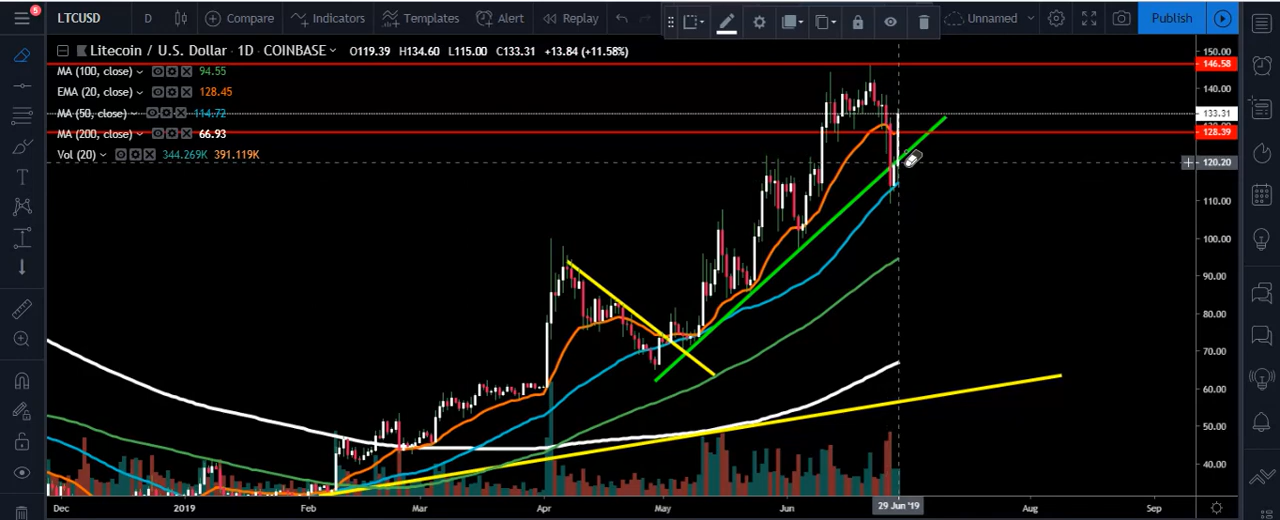 5
LTCUSD D Compare Indicators Templates Alert Replay Unnamed Publish
Litecoin / U.S. Dollar · 1D · COINBASE O119.39 H134.60 L115.00 C133.31 +13.84 (+11.58%)
MA (100, close) 94.55
EMA (20, close) 128.45
MA (50, close) 114.72
MA (200, close) 66.93
Vol (20) 344.269K 391.119K
150.00
146.58
140.00
133.31
128.39
120.20
110.00
100.00
90.00
80.00
70.00
60.00
50.00
40.00
Dec 2019 Feb Mar Apr May Jun 29 Jun '19 Aug Sep